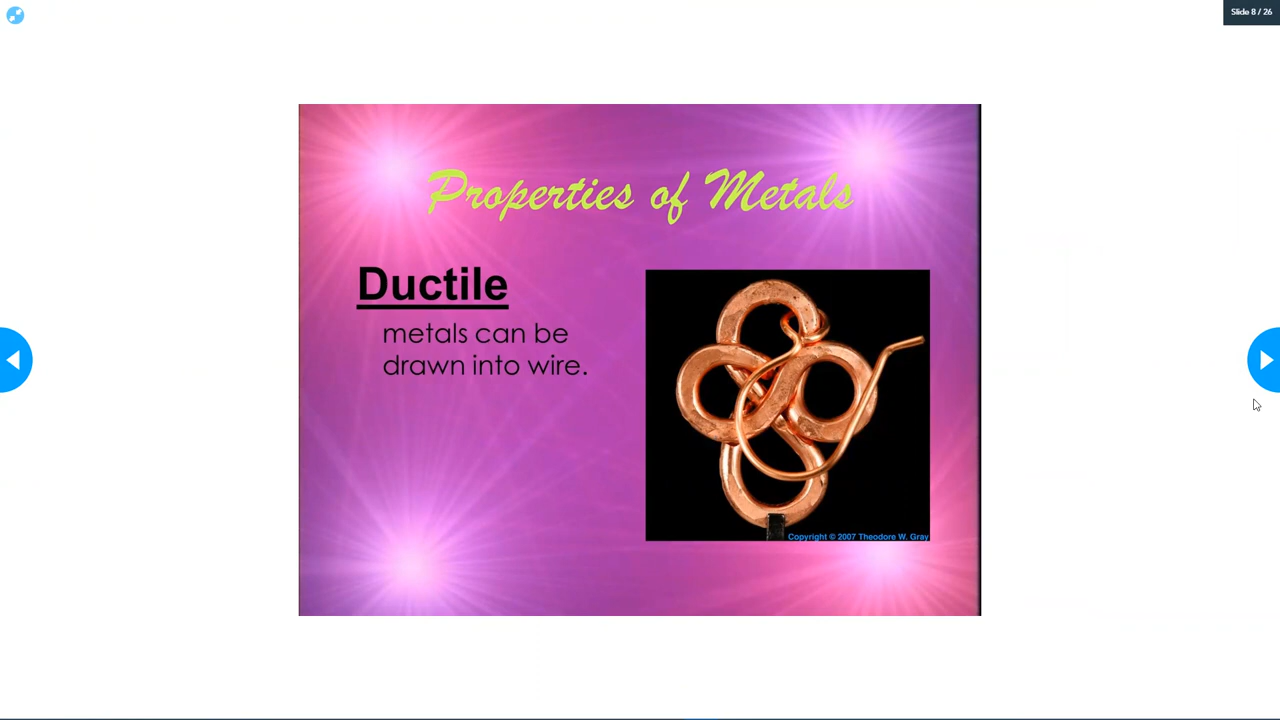 Slide 8 / 26
Properties of Metals
Ductile
metals can be
drawn into wire.
Copyright © 2007 Theodore W. Gray